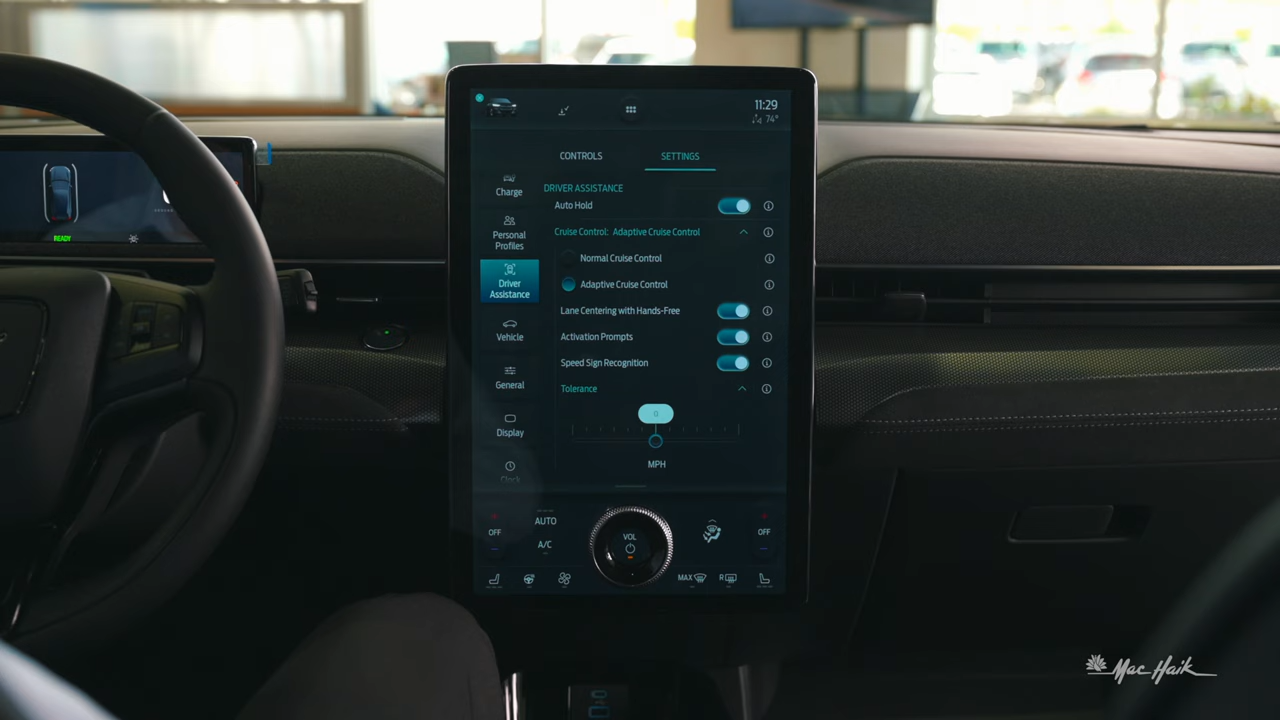 11:29
74°
CONTROLS
SETTINGS
Charge
Personal
Profiles
Driver
Assistance
Vehicle
General
Display
Clock
DRIVER ASSISTANCE
Auto Hold
Cruise Control: Adaptive Cruise Control
Normal Cruise Control
Adaptive Cruise Control
Lane Centering with Hands-Free
Activation Prompts
Speed Sign Recognition
Tolerance
0
MPH
READY
OFF
AUTO
A/C
VOL
OFF
MAX
R
Mac Haik